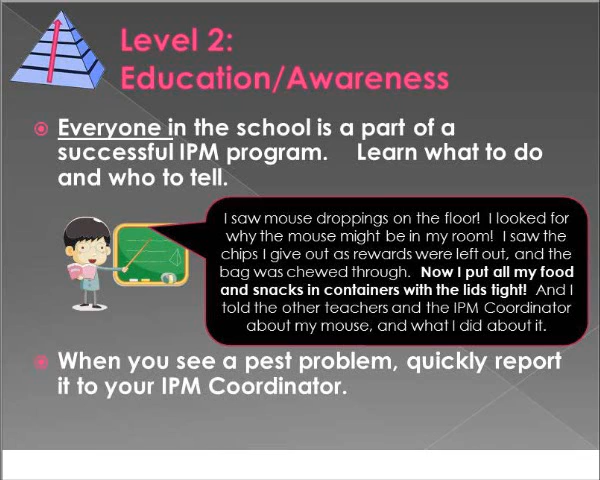 Level 2:
Education/Awareness
Everyone in the school is a part of a
successful IPM program. Learn what to do
and who to tell.
I saw mouse droppings on the floor! I looked for
why the mouse might be in my room! I saw the
chips I give out as rewards were left out, and the
bag was chewed through. Now I put all my food
and snacks in containers with the lids tight! And I
told the other teachers and the IPM Coordinator
about my mouse, and what I did about it.
When you see a pest problem, quickly report
it to your IPM Coordinator.